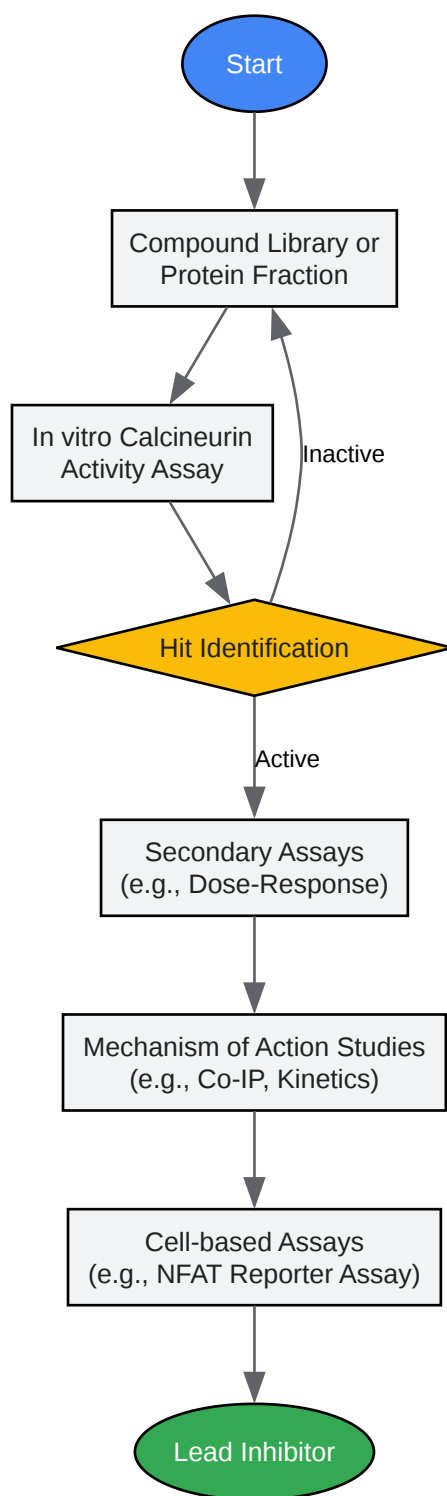 Start
Compound Library or
Protein Fraction
In vitro Calcineurin
Activity Assay
Inactive
Hit Identification
Active
Secondary Assays
(e.g., Dose-Response)
Mechanism of Action Studies
(e.g., Co-IP, Kinetics)
Cell-based Assays
(e.g., NFAT Reporter Assay)
Lead Inhibitor